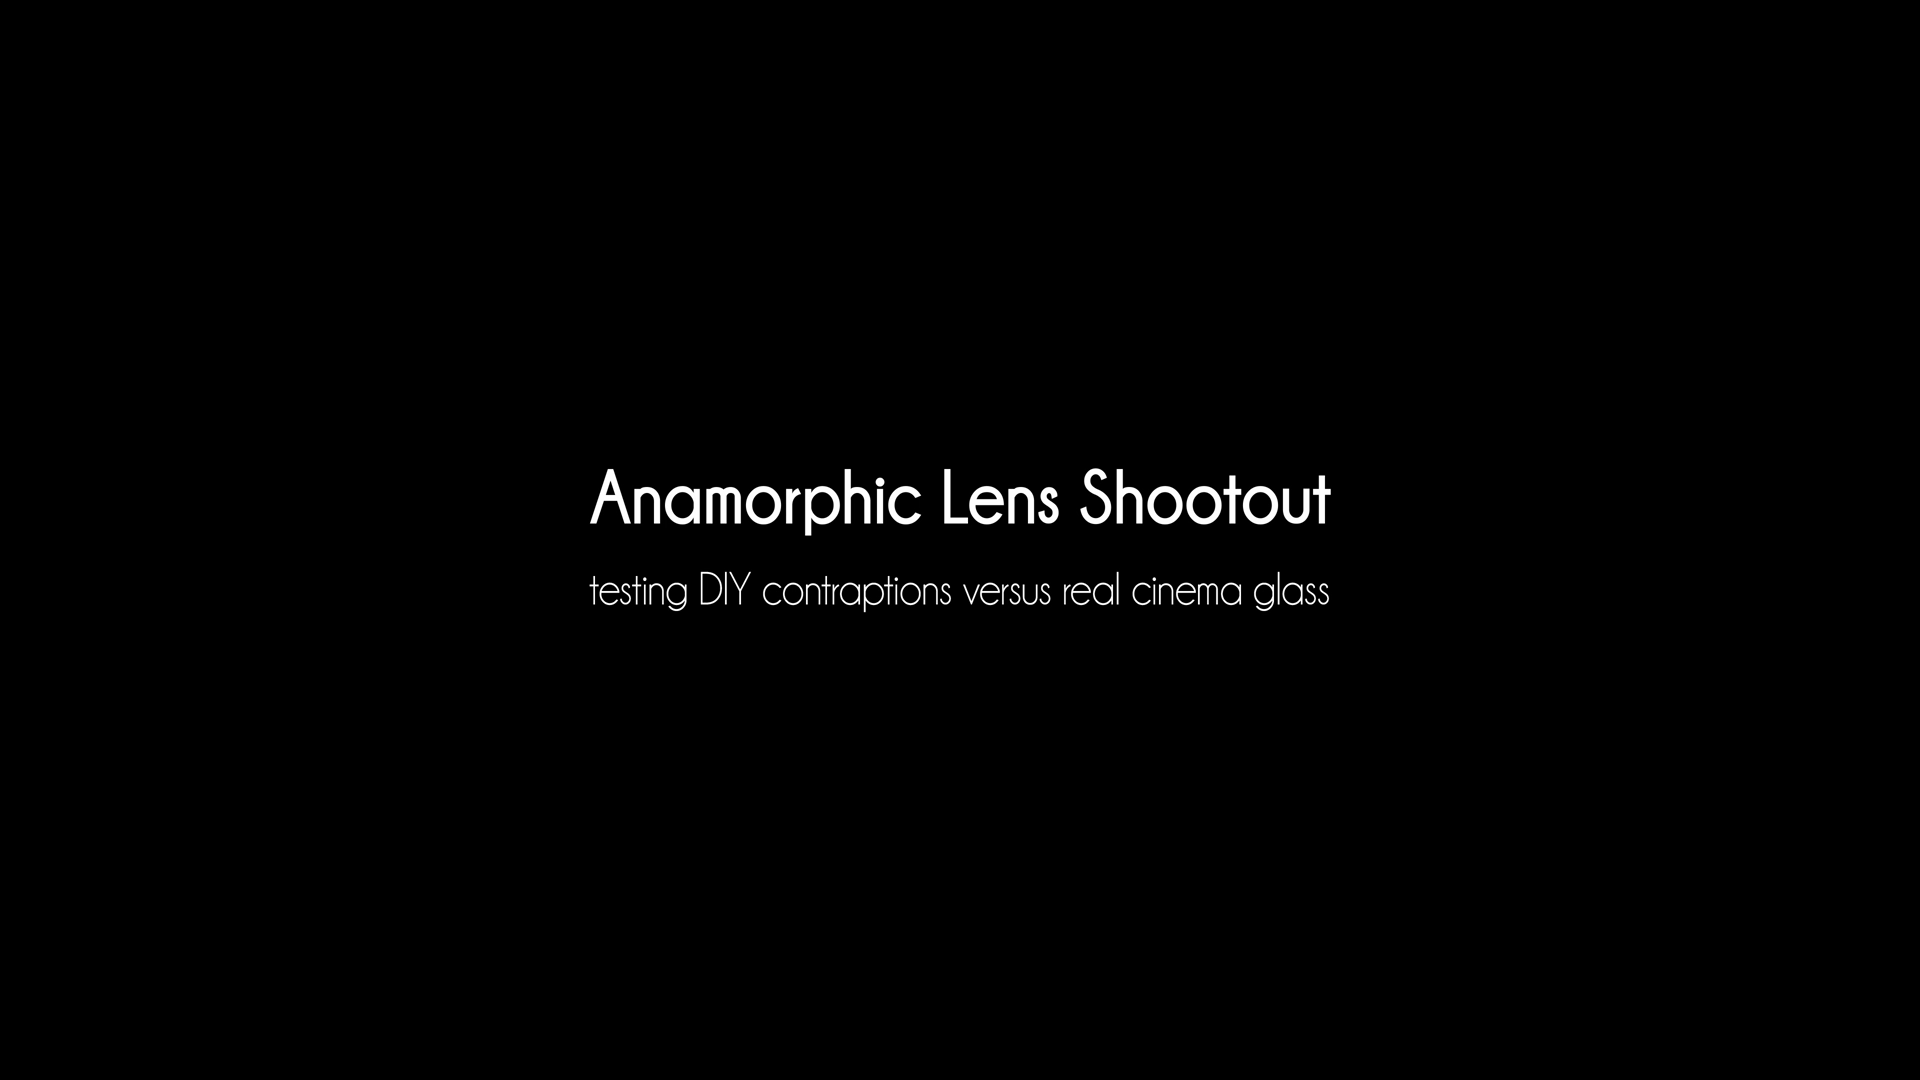 Anamorphic Lens Shootout
testing DIY contraptions versus real cinema glass